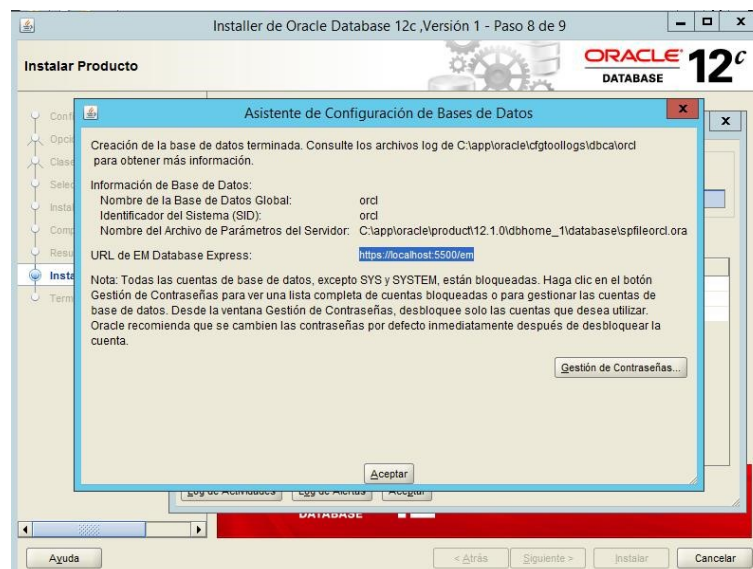 Installer de Oracle Database 12c ,Versión 1 - Paso 8 de 9
Instalar Producto
ORACLE
DATABASE
12c
Asistente de Configuración de Bases de Datos
Creación de la base de datos terminada. Consulte los archivos log de C:\app\oracle\cfgtoollogs\dbca\orcl
para obtener más información.
Información de Base de Datos:
Nombre de la Base de Datos Global: orcl
Identificador del Sistema (SID): orcl
Nombre del Archivo de Parámetros del Servidor: C:\app\oracle\product\12.1.0\dbhome_1\database\spfileorcl.ora
URL de EM Database Express: https://localhost:5500/em
Nota: Todas las cuentas de base de datos, excepto SYS y SYSTEM, están bloqueadas. Haga clic en el botón
Gestión de Contraseñas para ver una lista completa de cuentas bloqueadas o para gestionar las cuentas de
base de datos. Desde la ventana Gestión de Contraseñas, desbloquee solo las cuentas que desea utilizar.
Oracle recomienda que se cambien las contraseñas por defecto inmediatamente después de desbloquear la
cuenta.
Gestión de Contraseñas...
Aceptar
Log de Actividades Log de Alertas Aceptar
DATABASE
Ayuda < Atrás Siguiente > Instalar Cancelar